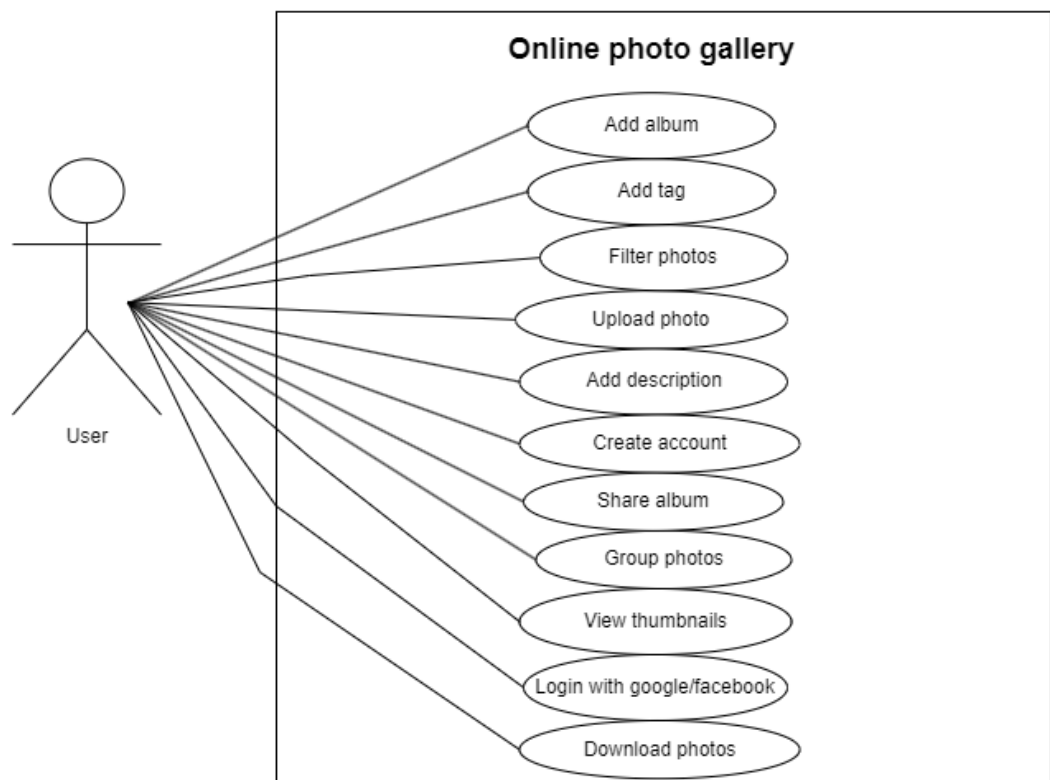 Online photo gallery
Add album
Add tag
Filter photos
Upload photo
Add description
Create account
User
Share album
Group photos
View thumbnails
Login with google/facebook
Download photos